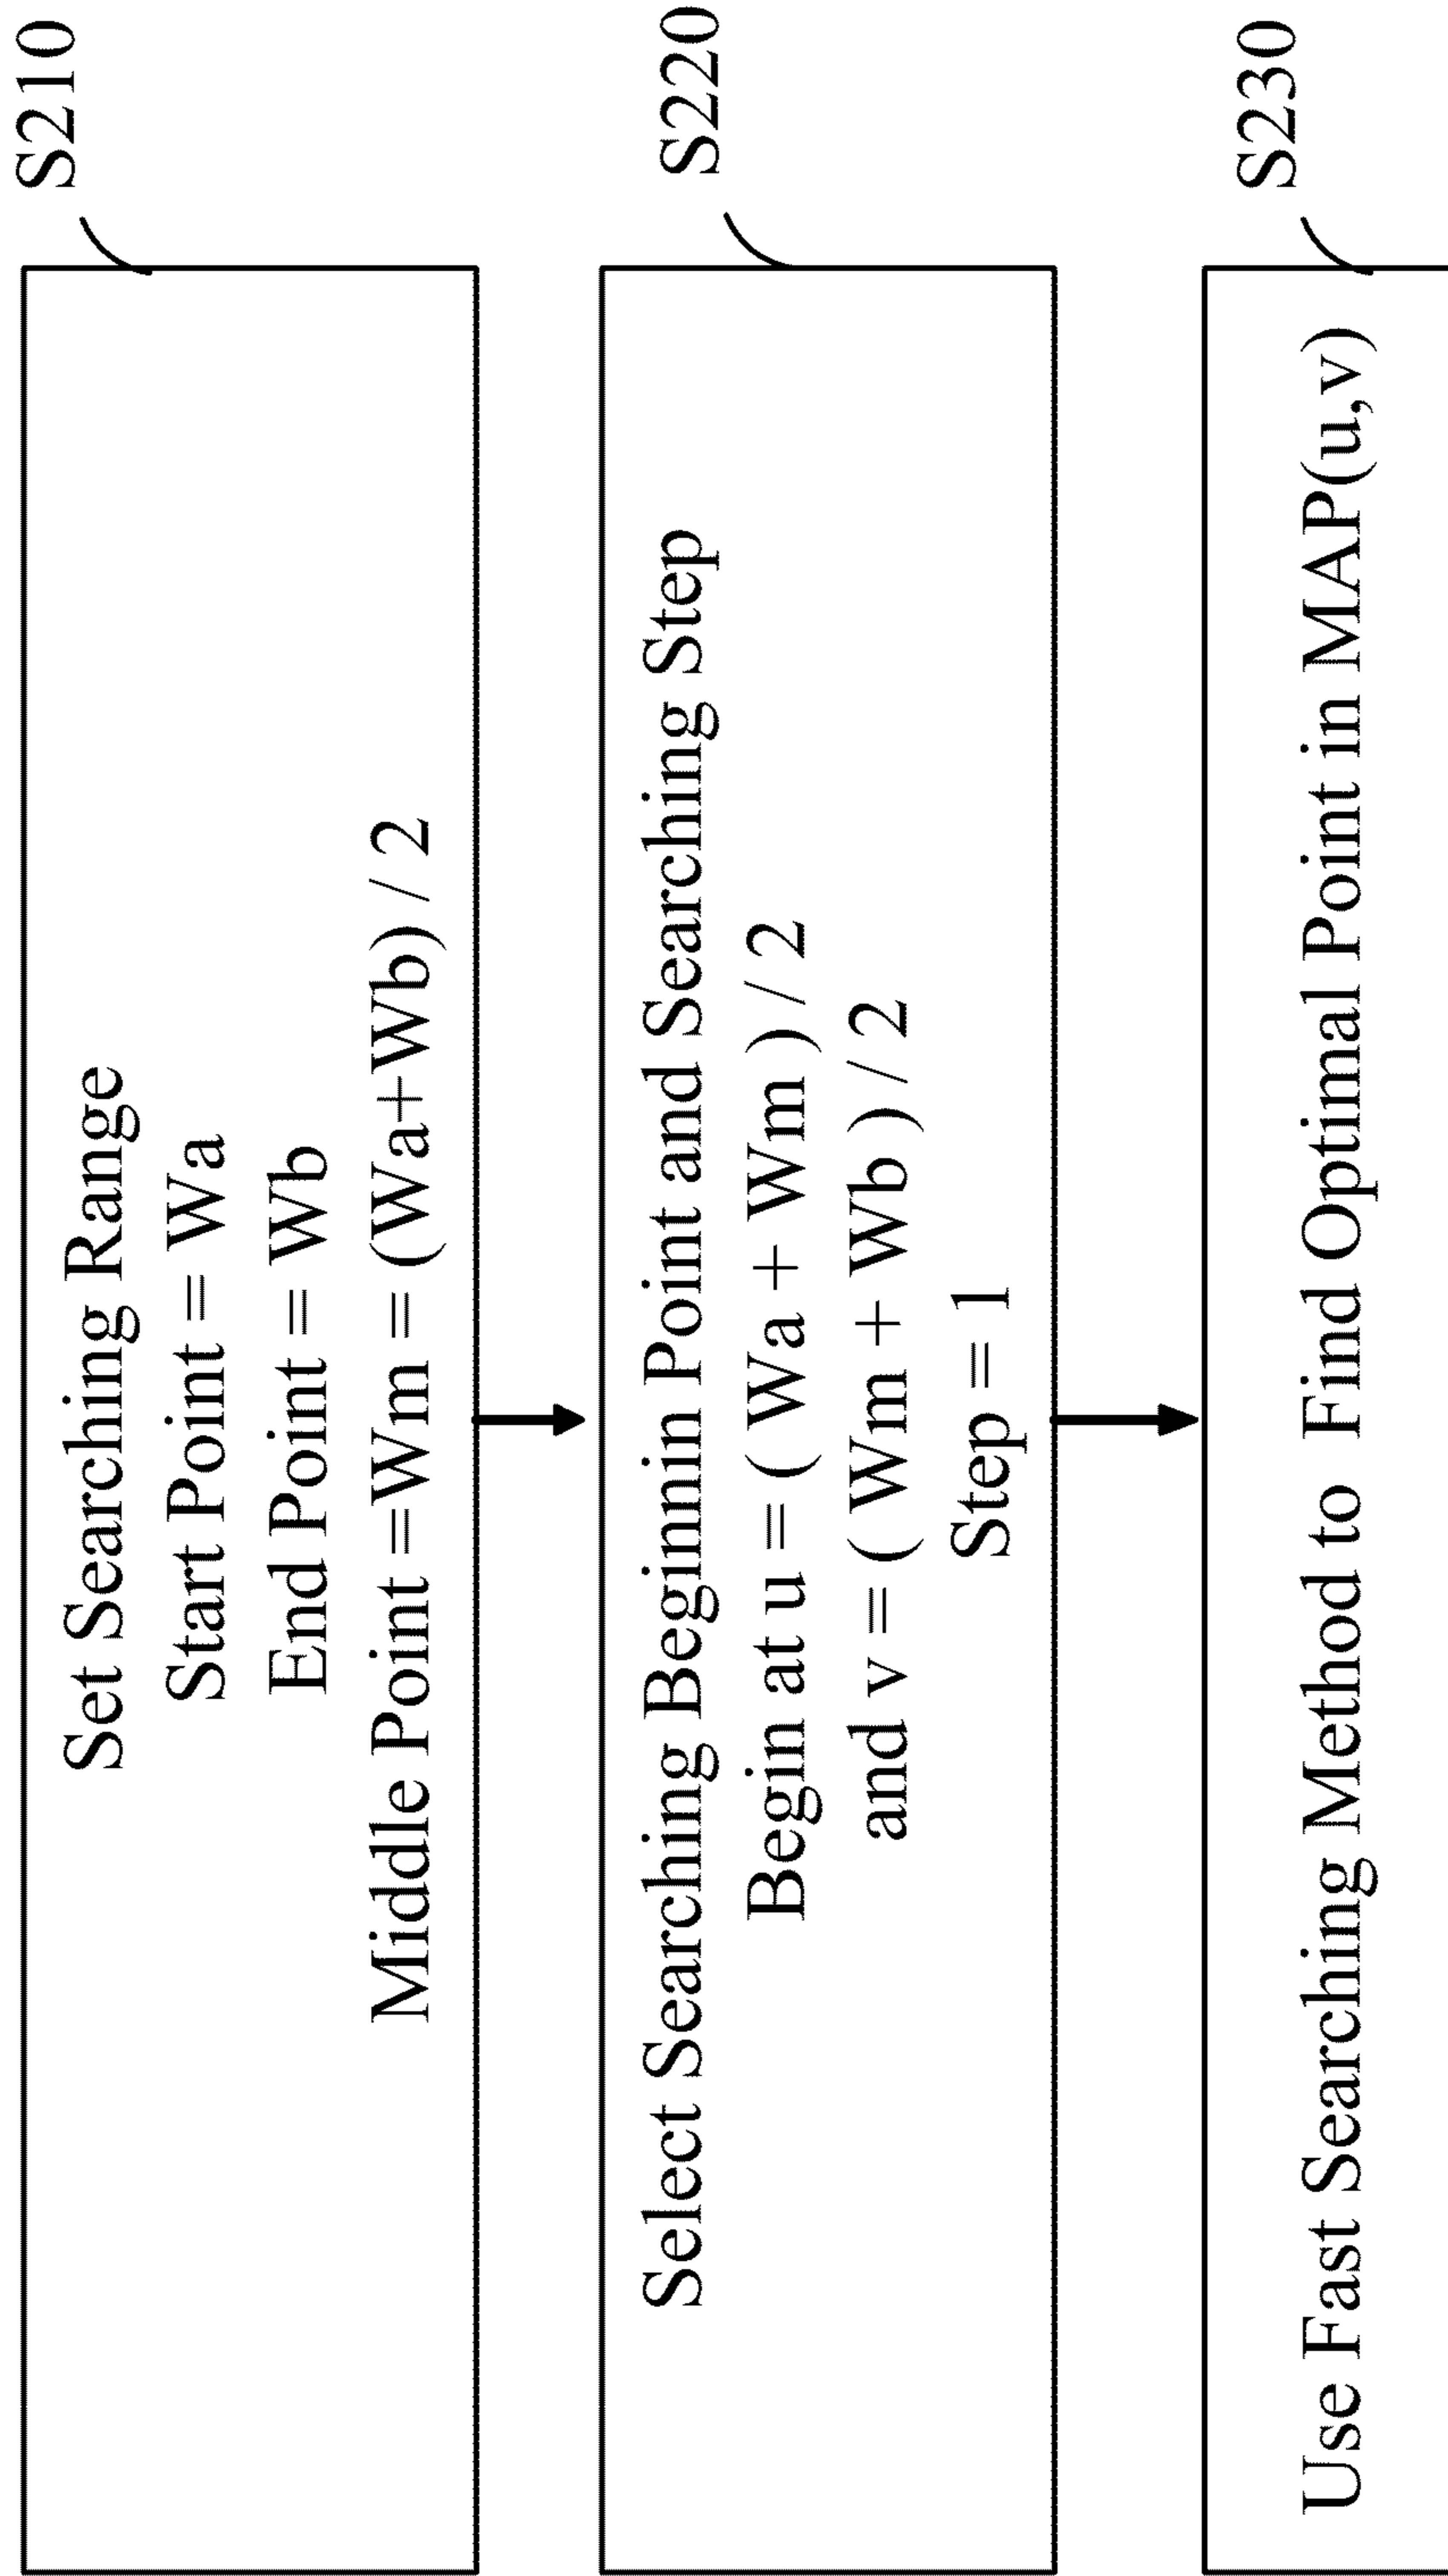 S210
Set Searching Range
Start Point = Wa
End Point = Wb
Middle Point =Wm = (Wa+Wb) / 2
S220
Select Searching Beginnin Point and Searching Step
Begin at u = ( Wa + Wm ) / 2
and v = ( Wm + Wb ) / 2
Step = 1
S230
Use Fast Searching Method to Find Optimal Point in MAP(u,v)